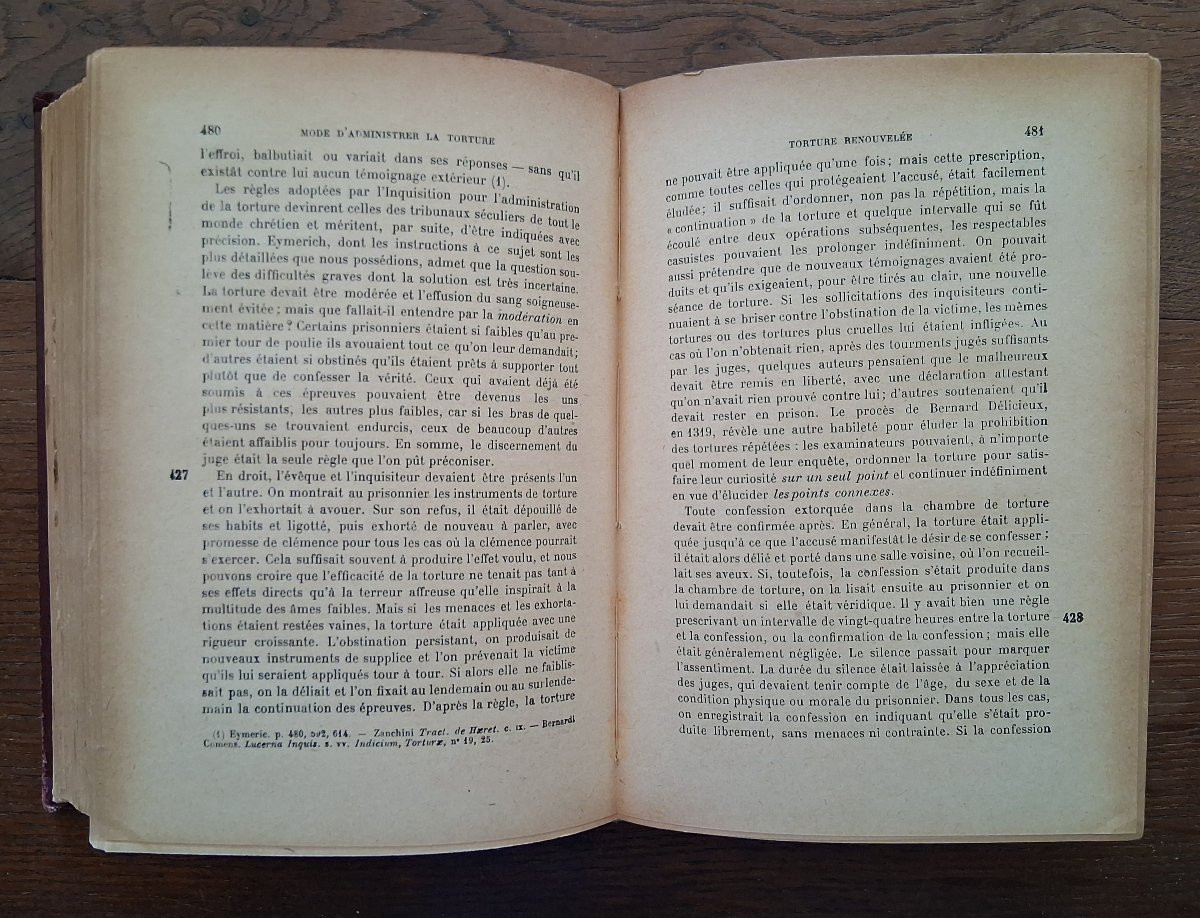 480
MODE D'ADMINISTRER LA TORTURE
l'effroi, balbutiait ou variait dans ses réponses — sans qu'il
existât contre lui aucun témoignage extérieur (1).
Les règles adoptées par l'Inquisition pour l'administration
de la torture devinrent celles des tribunaux séculiers de tout le
monde chrétien et méritent, par suite, d'être indiquées avec
précision. Eymerich, dont les instructions à ce sujet sont les
plus détaillées que nous possédions, admet que la question sou-
lève des difficultés graves dont la solution est très incertaine.
La torture devait être modérée et l'effusion du sang soigneuse-
ment évitée; mais que fallait-il entendre par la modération en
cette matière? Certains prisonniers étaient si faibles qu'au pre-
mier tour de poulie ils avouaient tout ce qu'on leur demandait;
d'autres étaient si obstinés qu'ils étaient prêts à supporter tout
plutôt que de confesser la vérité. Ceux qui avaient déjà été
soumis à ces épreuves pouvaient être devenus les uns
plus résistants, les autres plus faibles, car si les bras de quel-
ques-uns se trouvaient endurcis, ceux de beaucoup d'autres
étaient affaiblis pour toujours. En somme, le discernement du
juge était la seule règle que l'on pût préconiser.
427 En droit, l'évêque et l'inquisiteur devaient être présents l'un
et l'autre. On montrait au prisonnier les instruments de torture
et on l'exhortait à avouer. Sur son refus, il était dépouillé de
ses habits et ligotté, puis exhorté de nouveau à parler, avec
promesse de clémence pour tous les cas où la clémence pourrait
s'exercer. Cela suffisait souvent à produire l'effet voulu, et nous
pouvons croire que l'efficacité de la torture ne tenait pas tant à
ses effets directs qu'à la terreur affreuse qu'elle inspirait à la
multitude des âmes faibles. Mais si les menaces et les exhorta-
tions étaient restées vaines, la torture était appliquée avec une
rigueur croissante. L'obstination persistant, on produisait de
nouveaux instruments de supplice et l'on prévenait la victime
qu'ils lui seraient appliqués tour à tour. Si alors elle ne faiblis-
sait pas, on la déliait et l'on fixait au lendemain ou au surlende-
main la continuation des épreuves. D'après la règle, la torture
(1) Eymeric. p. 480, 592, 614. — Zanchini Tract. de Hæret. c. ix. — Bernardi
Comens. Lucerna Inquis. s. vv. Indicium, Torturæ, n° 19, 25.
TORTURE RENOUVELÉE
481
ne pouvait être appliquée qu'une fois; mais cette prescription,
comme toutes celles qui protégeaient l'accusé, était facilement
éludée; il suffisait d'ordonner, non pas la répétition, mais la
« continuation » de la torture et quelque intervalle qui se fût
écoulé entre deux opérations subséquentes, les respectables
casuistes pouvaient les prolonger indéfiniment. On pouvait
aussi prétendre que de nouveaux témoignages avaient été pro-
duits et qu'ils exigeaient, pour être tirés au clair, une nouvelle
séance de torture. Si les sollicitations des inquisiteurs conti-
nuaient à se briser contre l'obstination de la victime, les mêmes
tortures ou des tortures plus cruelles lui étaient infligées. Au
cas où l'on n'obtenait rien, après des tourments jugés suffisants
par les juges, quelques auteurs pensaient que le malheureux
devait être remis en liberté, avec une déclaration attestant
qu'on n'avait rien prouvé contre lui; d'autres soutenaient qu'il
devait rester en prison. Le procès de Bernard Délicieux,
en 1319, révèle une autre habileté pour éluder la prohibition
des tortures répétées : les examinateurs pouvaient, à n'importe
quel moment de leur enquête, ordonner la torture pour satis-
faire leur curiosité sur un seul point et continuer indéfiniment
en vue d'élucider les points connexes.
Toute confession extorquée dans la chambre de torture
devait être confirmée après. En général, la torture était appli-
quée jusqu'à ce que l'accusé manifestât le désir de se confesser ;
il était alors délié et porté dans une salle voisine, où l'on recueil-
lait ses aveux. Si, toutefois, la confession s'était produite dans
la chambre de torture, on la lisait ensuite au prisonnier et on
lui demandait si elle était véridique. Il y avait bien une règle
prescrivant un intervalle de vingt-quatre heures entre la torture 428
et la confession, ou la confirmation de la confession ; mais elle
était généralement négligée. Le silence passait pour marquer
l'assentiment. La durée du silence était laissée à l'appréciation
des juges, qui devaient tenir compte de l'âge, du sexe et de la
condition physique ou morale du prisonnier. Dans tous les cas,
on enregistrait la confession en indiquant qu'elle s'était pro-
duite librement, sans menaces ni contrainte. Si la confession